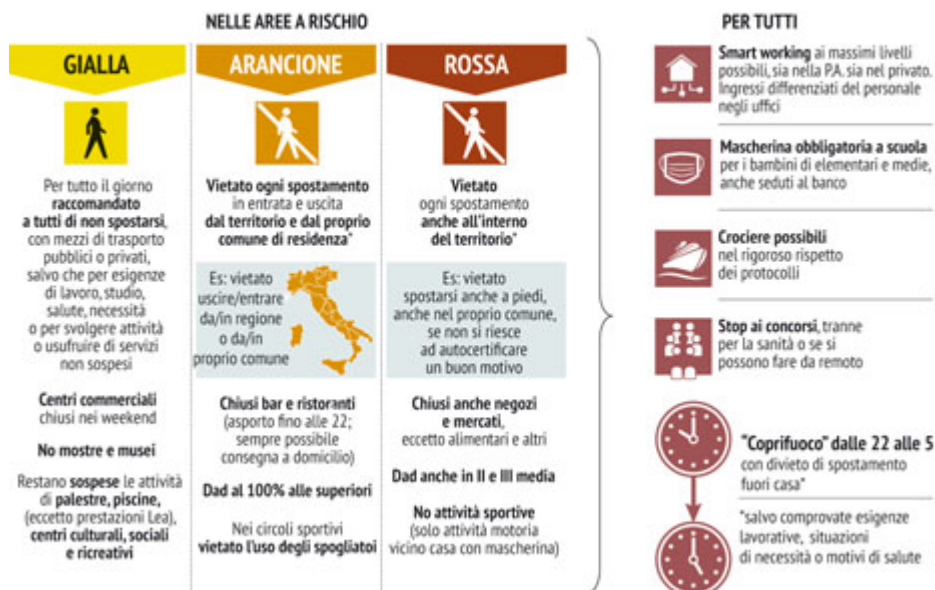 NELLE AREE A RISCHIO
GIALLA
Per tutto il giorno
raccomandato
a tutti di non spostarsi,
con mezzi di trasporto
pubblici o privati,
salvo che per esigenze
di lavoro, studio,
salute, necessità
o per svolgere attività
o usufruire di servizi
non sospesi
Centri commerciali
chiusi nei weekend
No mostre e musei
Restano sospese le attività
di palestre, piscine,
(eccetto prestazioni Lea),
centri culturali, sociali
e ricreativi
ARANCIONE
Vietato ogni spostamento
in entrata e uscita
dal territorio e dal proprio
comune di residenza*
Es: vietato
uscire/entrare
da/in regione
o da/in
proprio comune
Chiusi bar e ristoranti
(asporto fino alle 22;
sempre possibile
consegna a domicilio)
Dad al 100% alle superiori
Nei circoli sportivi
vietato l'uso degli spogliatoi
ROSSA
Vietato
ogni spostamento
anche all'interno
del territorio*
Es: vietato
spostarsi anche a piedi,
anche nel proprio comune,
se non si riesce
ad autocertificare
un buon motivo
Chiusi anche negozi
e mercati,
eccetto alimentari e altri
Dad anche in II e III media
No attività sportive
(solo attività motoria
vicino casa con mascherina)
PER TUTTI
Smart working ai massimi livelli
possibili, sia nella P.A. sia nel privato.
Ingressi differenziati del personale
negli uffici
Mascherina obbligatoria a scuola
per i bambini di elementari e medie,
anche seduti al banco
Crociere possibili
nel rigoroso rispetto
dei protocolli
Stop ai concorsi, tranne
per la sanità o se si
possono fare da remoto
"Coprifuoco" dalle 22 alle 5
con divieto di spostamento
fuori casa*
*salvo comprovate esigenze
lavorative, situazioni
di necessità o motivi di salute